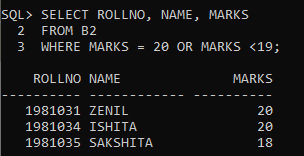 SQL> SELECT ROLLNO, NAME, MARKS
2 FROM B2
3 WHERE MARKS = 20 OR MARKS <19;
ROLLNO NAME MARKS
---------- ------------ ----------
1981031 ZENIL 20
1981034 ISHITA 20
1981035 SAKSHITA 18